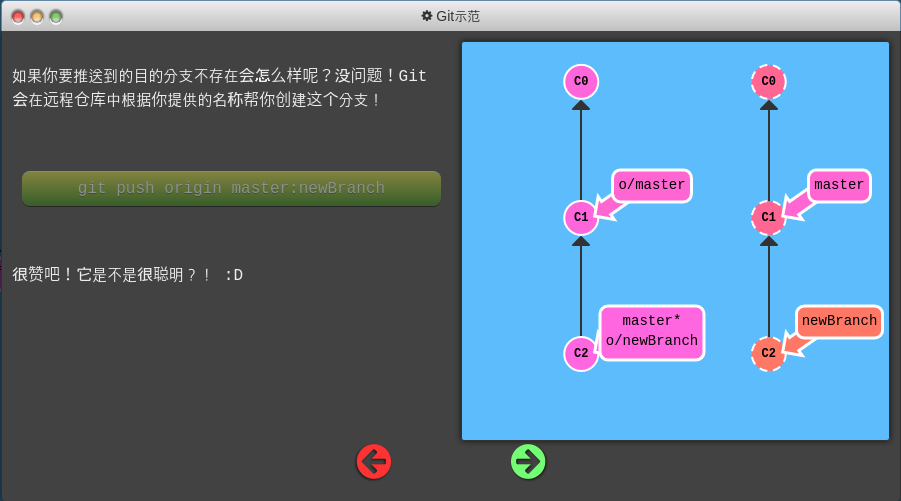 Git示范
如果你要推送到的目的分支不存在会怎么样呢？没问题！Git
会在远程仓库中根据你提供的名称帮你创建这个分支！
git push origin master:newBranch
很赞吧！它是不是很聪明？！ :D
C0
o/master
C1
master*
o/newBranch
C2
C0
master
C1
newBranch
C2